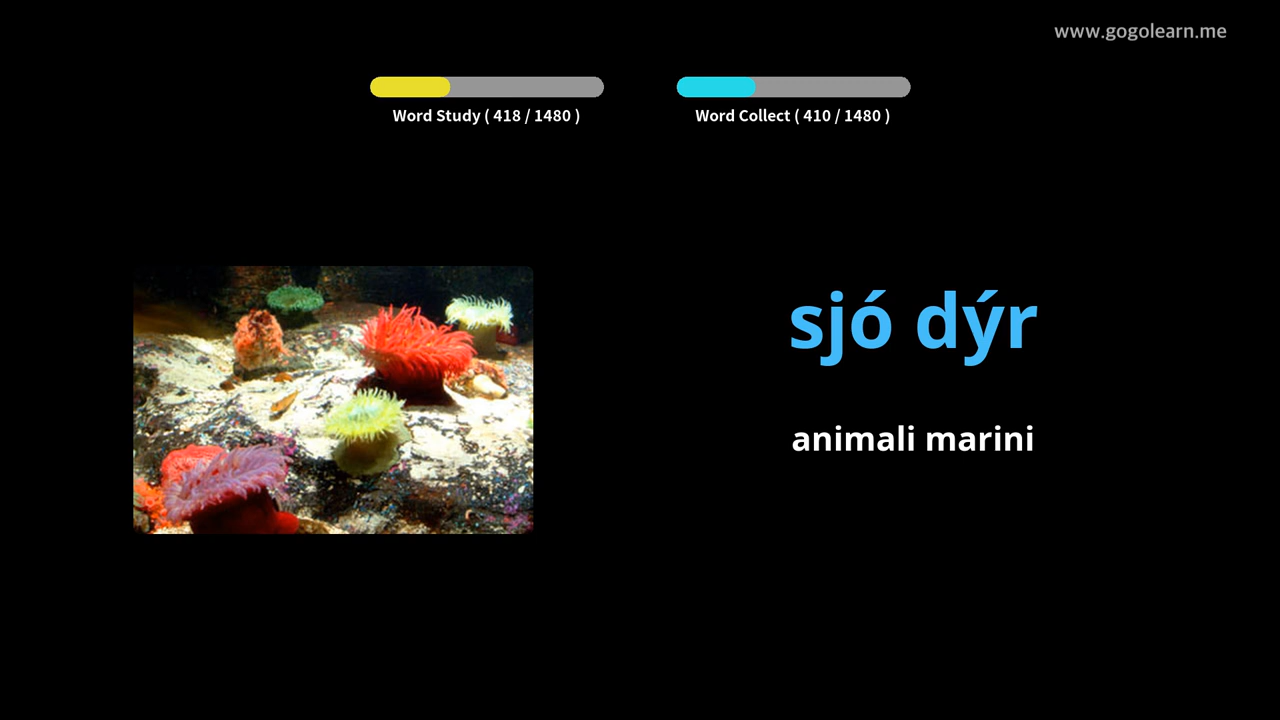 www.gogolearn.me
Word Study ( 418 / 1480 )
Word Collect ( 410 / 1480 )
sjó dýr
animali marini